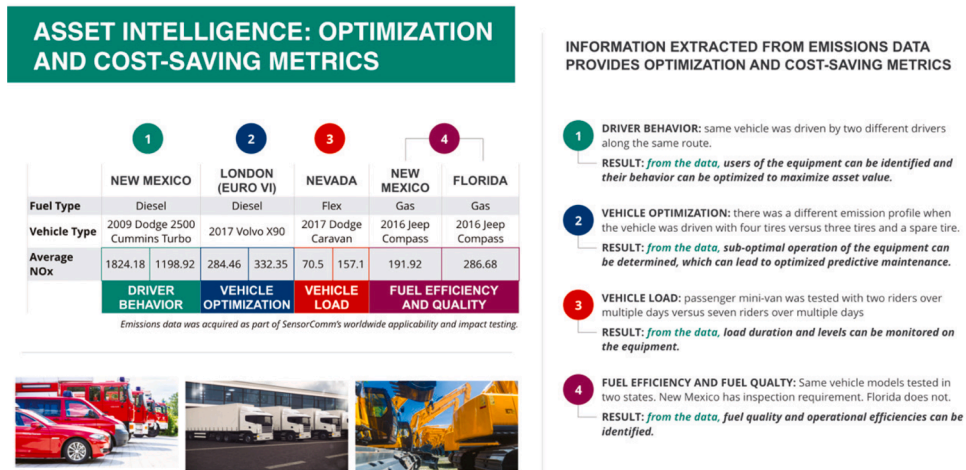 ASSET INTELLIGENCE: OPTIMIZATION
AND COST-SAVING METRICS
1
2
3
4
NEW MEXICO
LONDON
(EURO VI)
NEVADA
NEW
MEXICO
FLORIDA
Fuel Type
Diesel
Diesel
Flex
Gas
Gas
Vehicle Type
2009 Dodge 2500
Cummins Turbo
2017 Volvo X90
2017 Dodge
Caravan
2016 Jeep
Compass
2016 Jeep
Compass
Average
NOx
1824.18
1198.92
284.46
332.35
70.5
157.1
191.92
286.68
DRIVER
BEHAVIOR
VEHICLE
OPTIMIZATION
VEHICLE
LOAD
FUEL EFFICIENCY
AND QUALITY
Emissions data was acquired as part of SensorComm's worldwide applicability and impact testing.
INFORMATION EXTRACTED FROM EMISSIONS DATA
PROVIDES OPTIMIZATION AND COST-SAVING METRICS
1
DRIVER BEHAVIOR: same vehicle was driven by two different drivers
along the same route.
RESULT: from the data, users of the equipment can be identified and
their behavior can be optimized to maximize asset value.
2
VEHICLE OPTIMIZATION: there was a different emission profile when
the vehicle was driven with four tires versus three tires and a spare tire.
RESULT: from the data, sub-optimal operation of the equipment can
be determined, which can lead to optimized predictive maintenance.
3
VEHICLE LOAD: passenger mini-van was tested with two riders over
multiple days versus seven riders over multiple days
RESULT: from the data, load duration and levels can be monitored on
the equipment.
4
FUEL EFFICIENCY AND FUEL QUALTY: Same vehicle models tested in
two states. New Mexico has inspection requirement. Florida does not.
RESULT: from the data, fuel quality and operational efficiencies can be
identified.